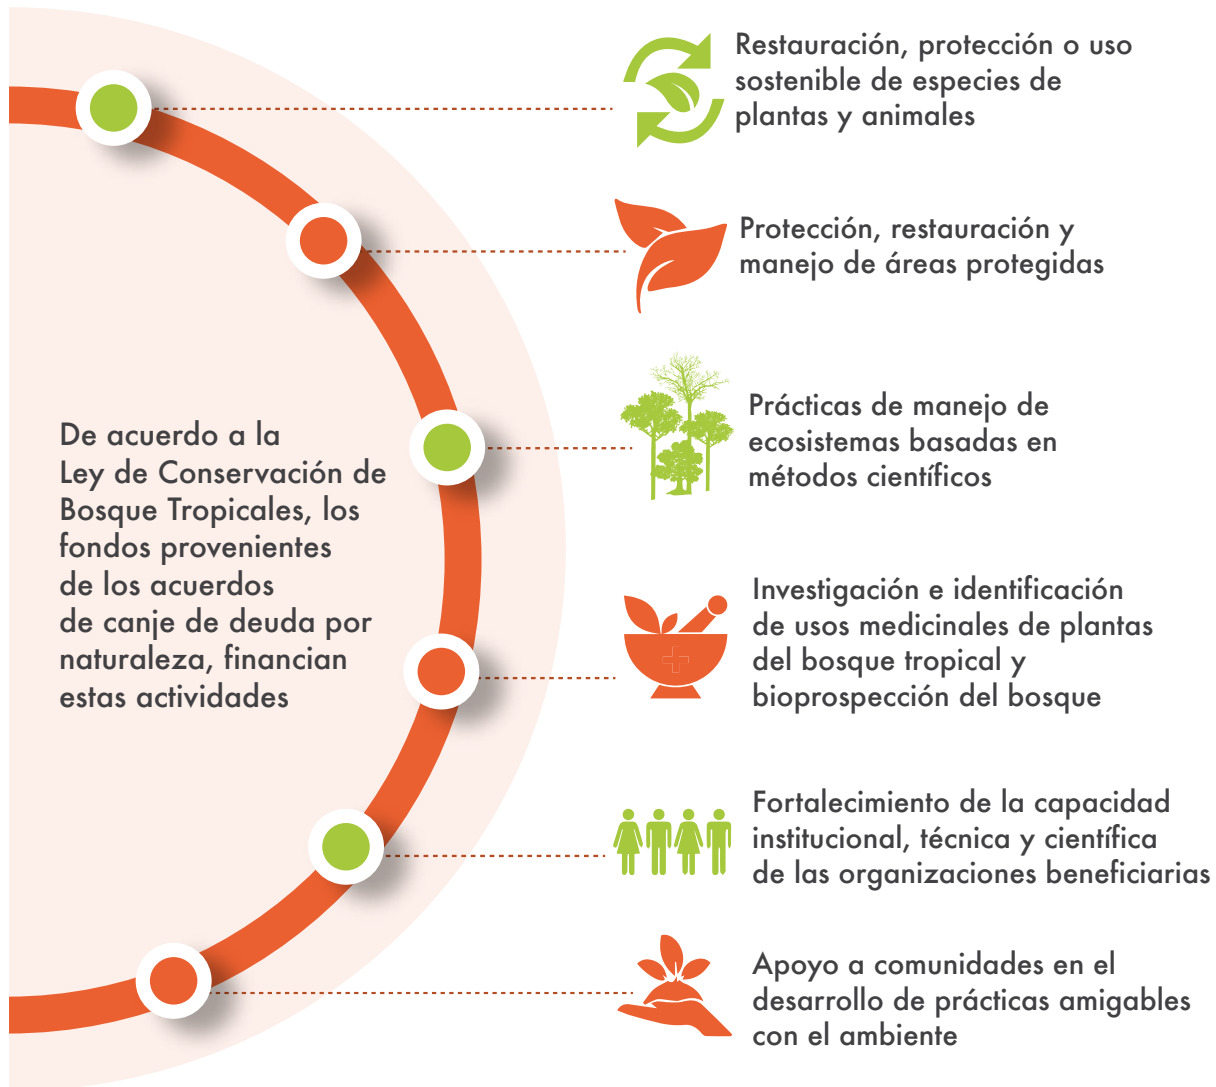 De acuerdo a la
Ley de Conservación de
Bosque Tropicales, los
fondos provenientes
de los acuerdos
de canje de deuda por
naturaleza, financian
estas actividades
Restauración, protección o uso
sostenible de especies de
plantas y animales
Protección, restauración y
manejo de áreas protegidas
Prácticas de manejo de
ecosistemas basadas en
métodos científicos
Investigación e identificación
de usos medicinales de plantas
del bosque tropical y
bioprospección del bosque
Fortalecimiento de la capacidad
institucional, técnica y científica
de las organizaciones beneficiarias
Apoyo a comunidades en el
desarrollo de prácticas amigables
con el ambiente